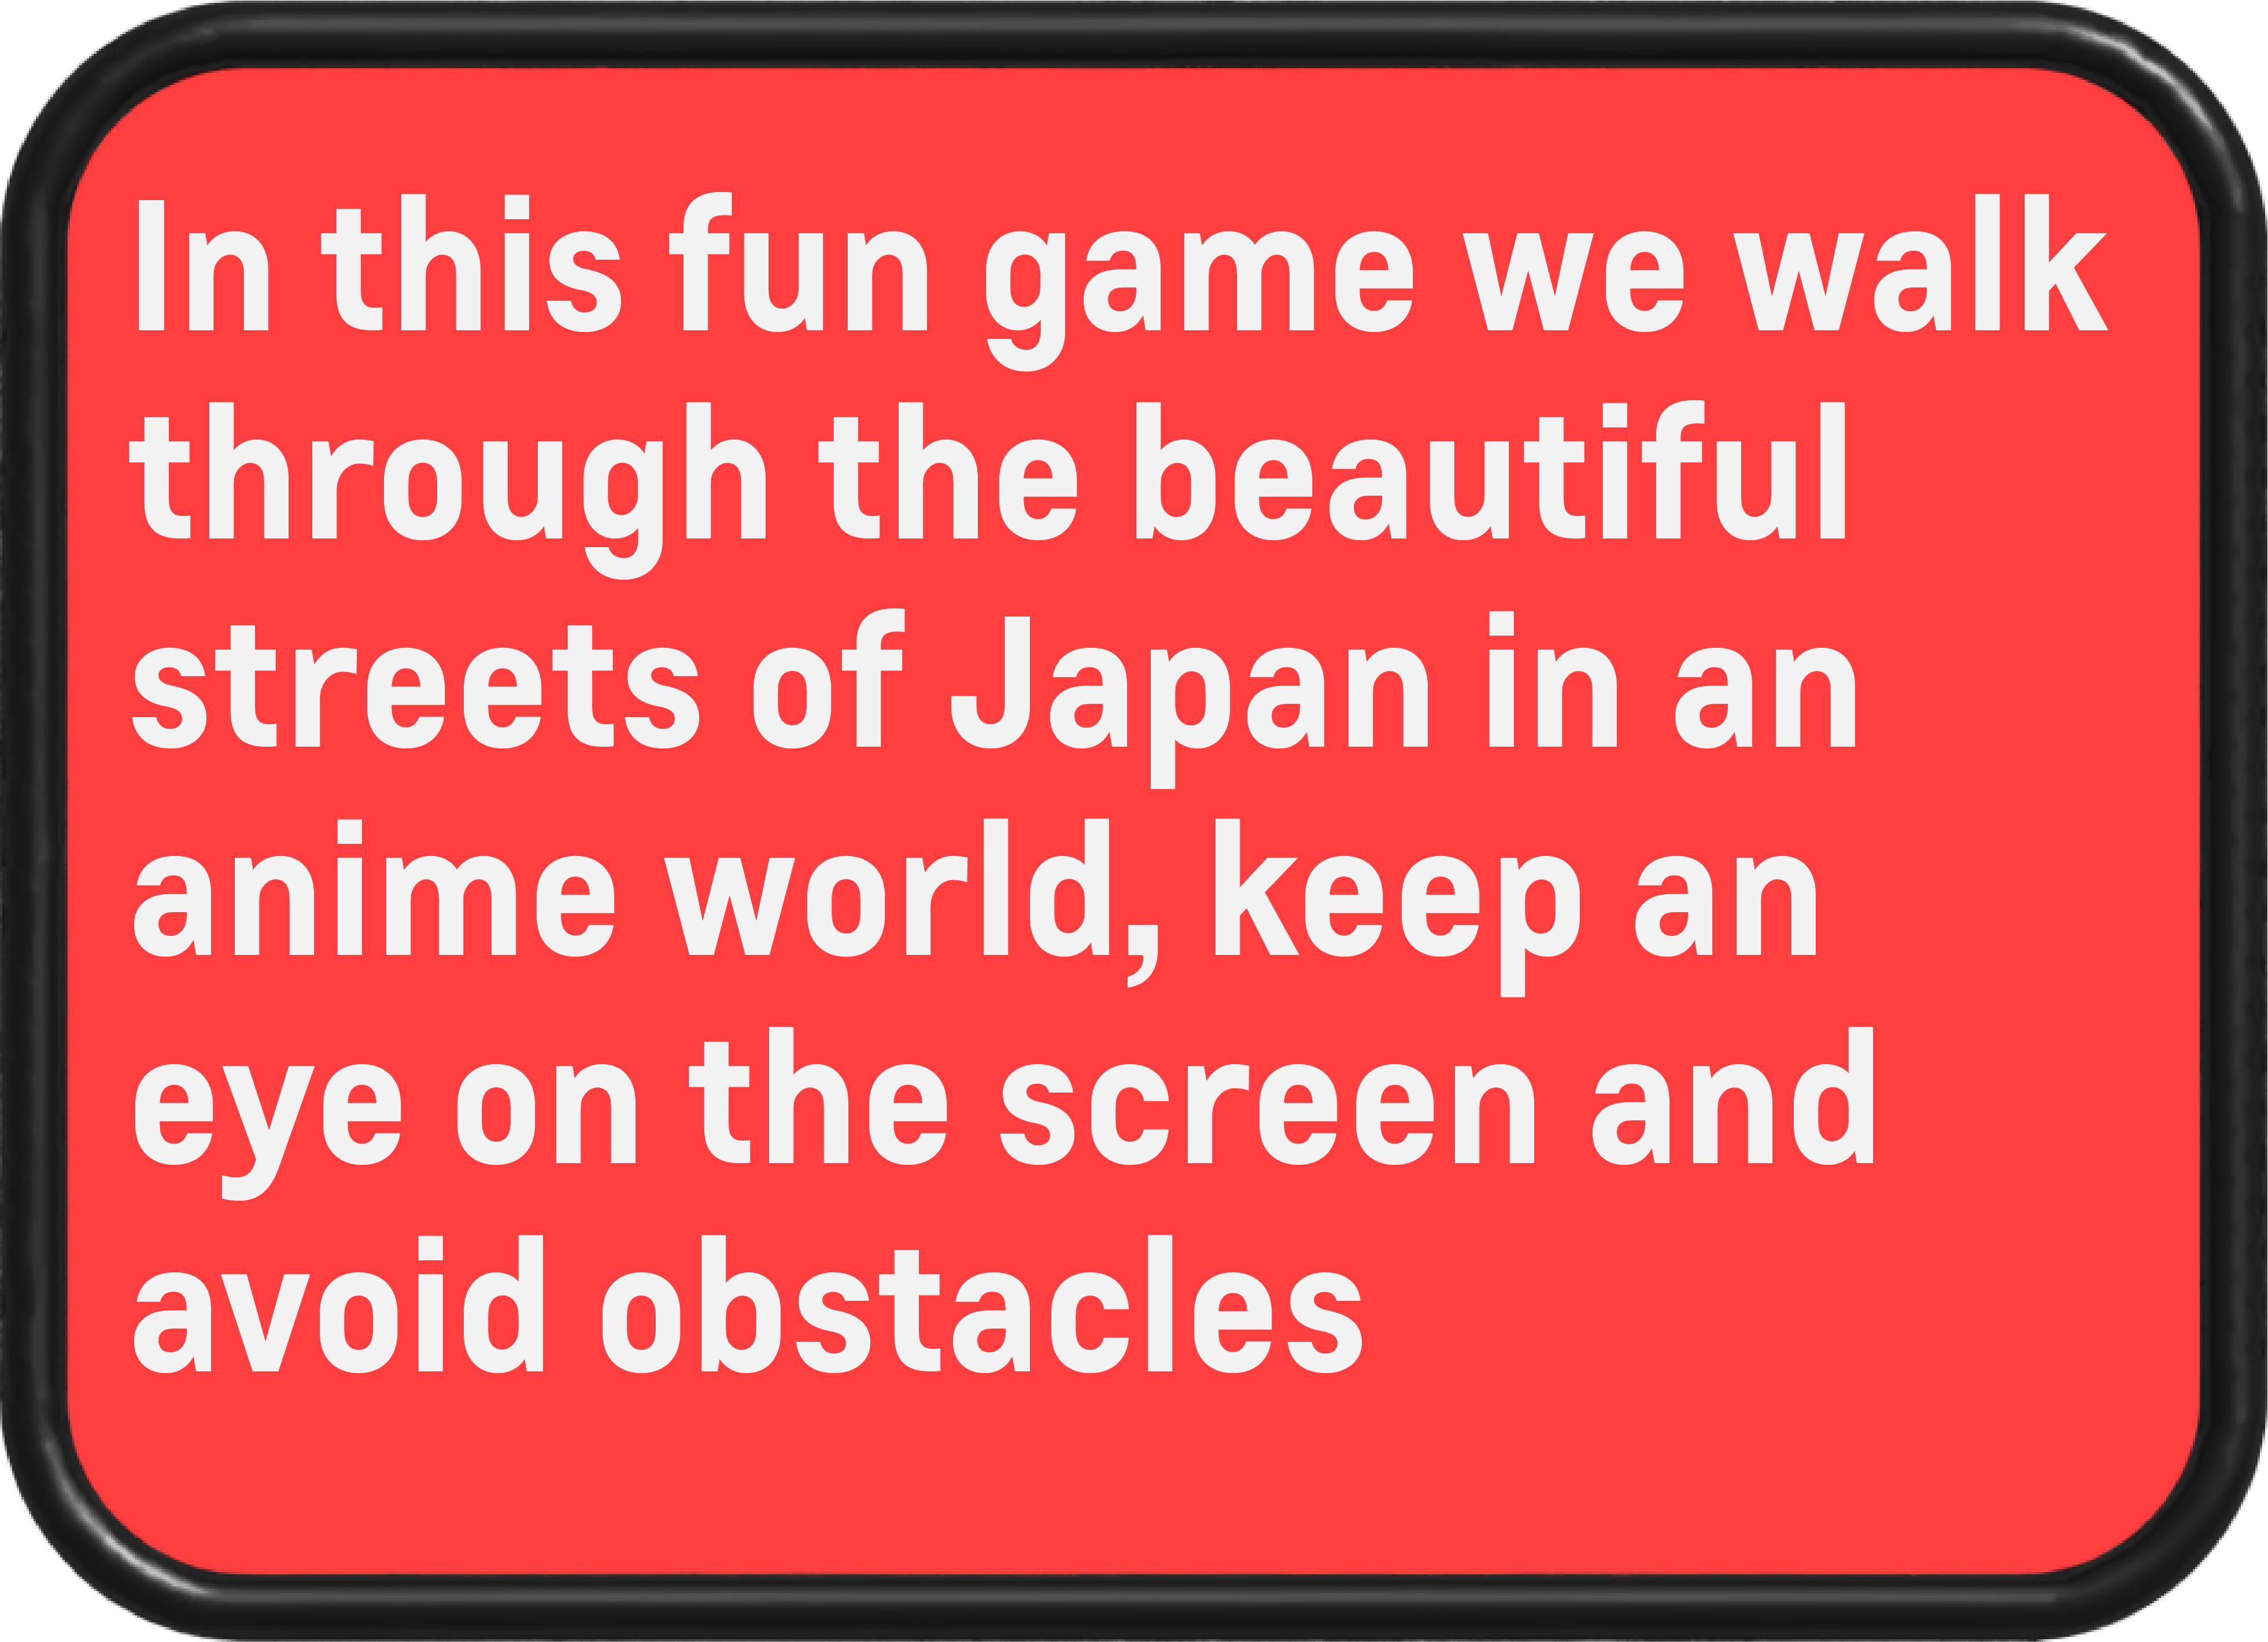 In this fun game we walk
through the beautiful
streets of Japan in an
anime world, keep an
eye on the screen and
avoid obstacles